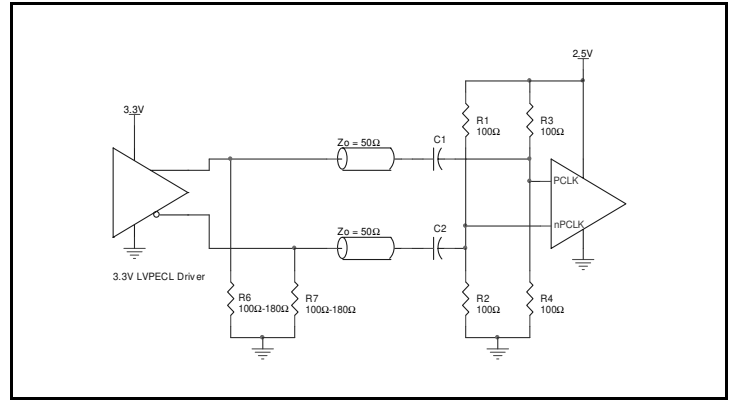 2.5V
3.3V
R1
100Ω
R3
100Ω
Zo = 50Ω
C1
PCLK
nPCLK
Zo = 50Ω
C2
3.3V LVPECL Driver
R6
100Ω-180Ω
R7
100Ω-180Ω
R2
100Ω
R4
100Ω